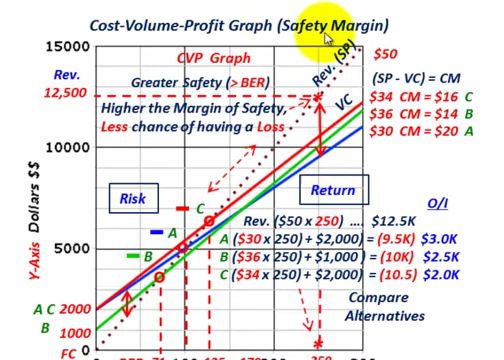 Cost-Volume-Profit Graph (Safety Margin)
15000
CVP Graph
Rev. (SP)
$50
Rev.
Greater Safety (> BER)
(SP - VC) = CM
12,500
VC
$34 CM = $16 C
Higher the Margin of Safety,
$36 CM = $14 B
Less chance of having a Loss
$30 CM = $20 A
10000
Y-Axis Dollars $$
Risk
Return
C
O/I
Rev. ($50 x 250) .... $12.5K
A
A ($30 x 250) + $2,000) = (9.5K) $3.0K
5000
B
B ($36 x 250) + $1,000 ) = (10K) $2.5K
C ($34 x 250) + $2,000) = (10.5) $2.0K
Compare
Alternatives
A C 2000
B 1000
FC 0